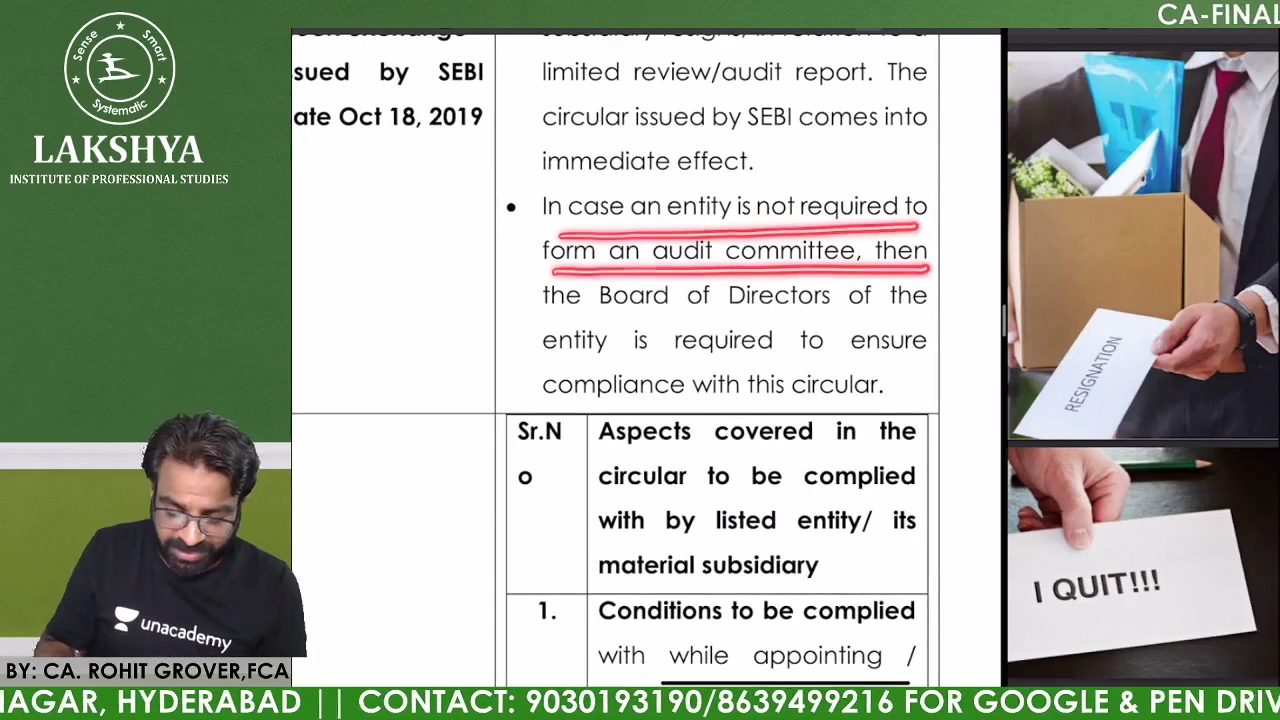 CA-FINAL
Sense Smart
Systematic
LAKSHYA
INSTITUTE OF PROFESSIONAL STUDIES
sued by SEBI
ate Oct 18, 2019
limited review/audit report. The
circular issued by SEBI comes into
immediate effect.
• In case an entity is not required to
form an audit committee, then
the Board of Directors of the
entity is required to ensure
compliance with this circular.
Sr.N
o
Aspects covered in the
circular to be complied
with by listed entity/ its
material subsidiary
1.
Conditions to be complied
with while appointing /
RESIGNATION
I QUIT!!!
unacademy
BY: CA. ROHIT GROVER,FCA
NAGAR, HYDERABAD || CONTACT: 9030193190/8639499216 FOR GOOGLE & PEN DRIV